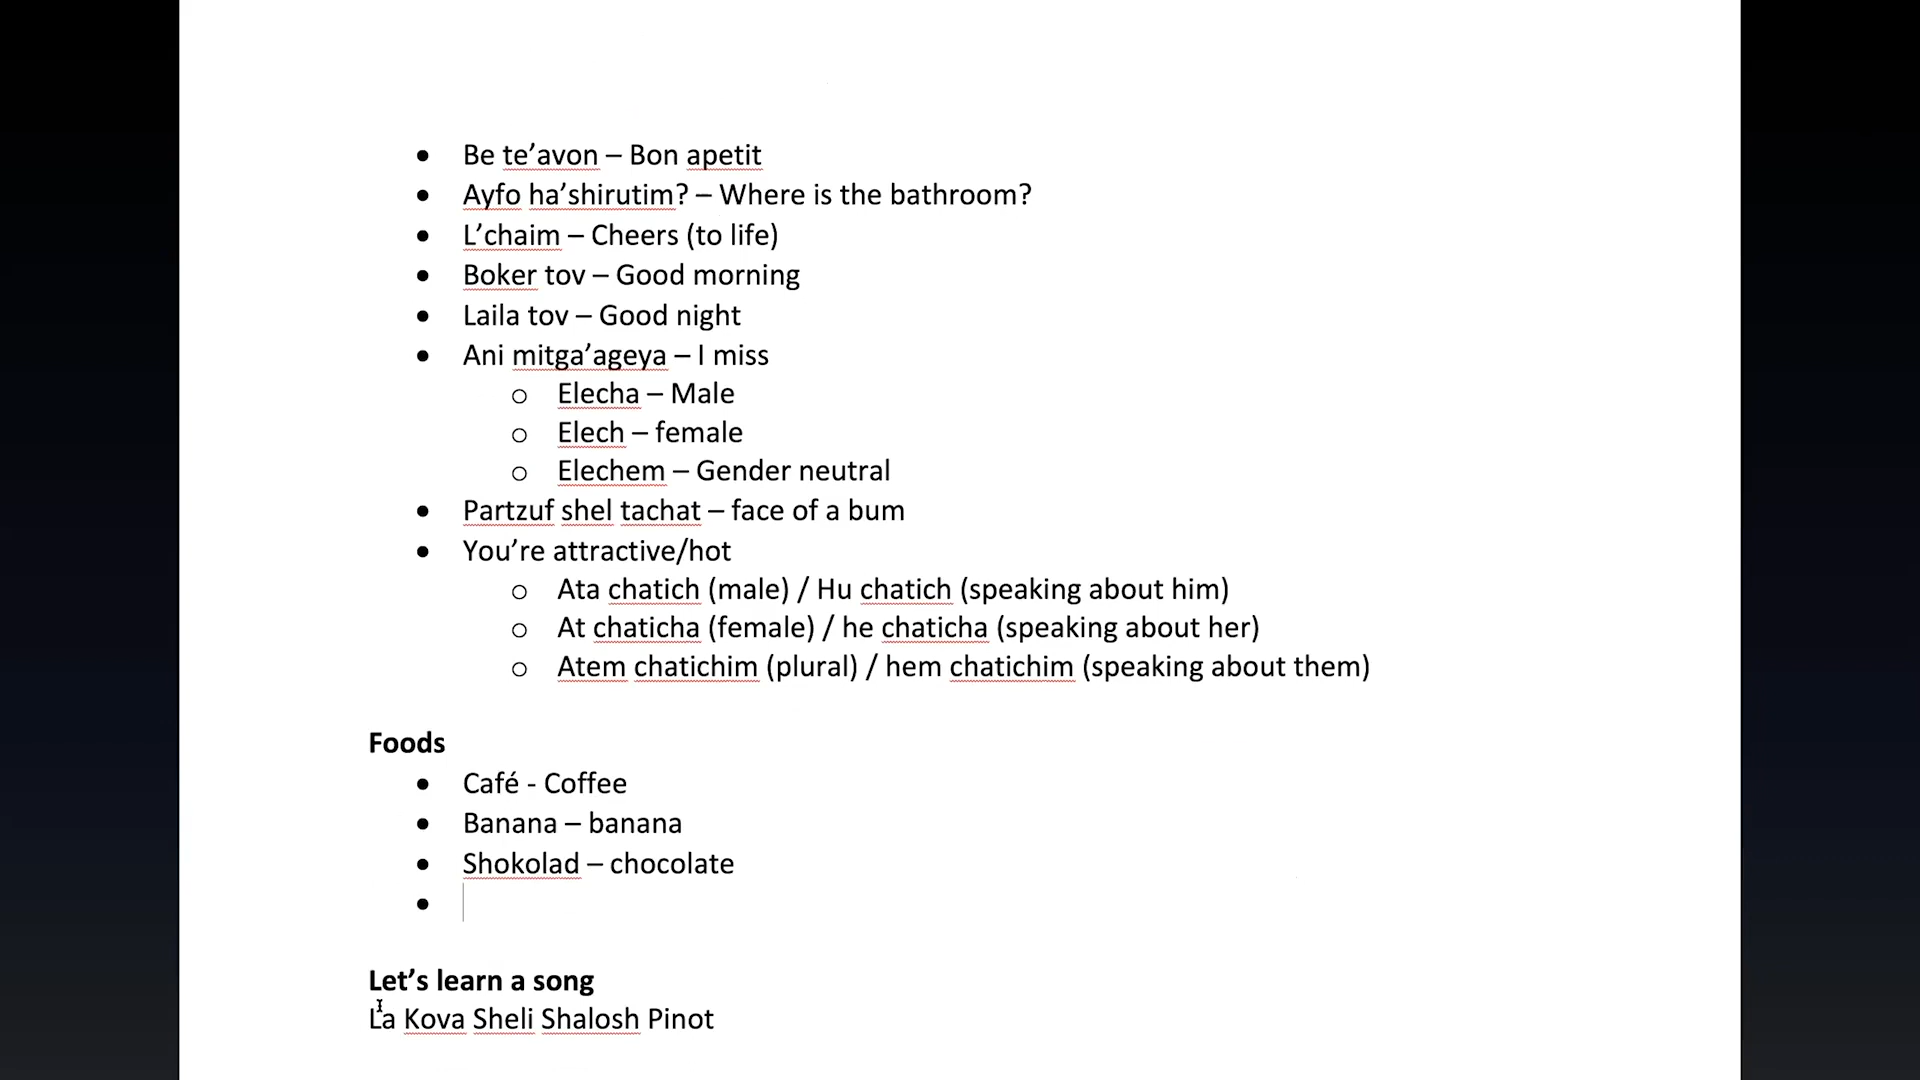 • Be te’avon – Bon apetit
• Ayfo ha’shirutim? – Where is the bathroom?
• L’chaim – Cheers (to life)
• Boker tov – Good morning
• Laila tov – Good night
• Ani mitga’ageya – I miss
o Elecha – Male
o Elech – female
o Elechem – Gender neutral
• Partzuf shel tachat – face of a bum
• You’re attractive/hot
o Ata chatich (male) / Hu chatich (speaking about him)
o At chaticha (female) / he chaticha (speaking about her)
o Atem chatichim (plural) / hem chatichim (speaking about them)
Foods
• Café - Coffee
• Banana – banana
• Shokolad – chocolate
•
Let’s learn a song
La Kova Sheli Shalosh Pinot